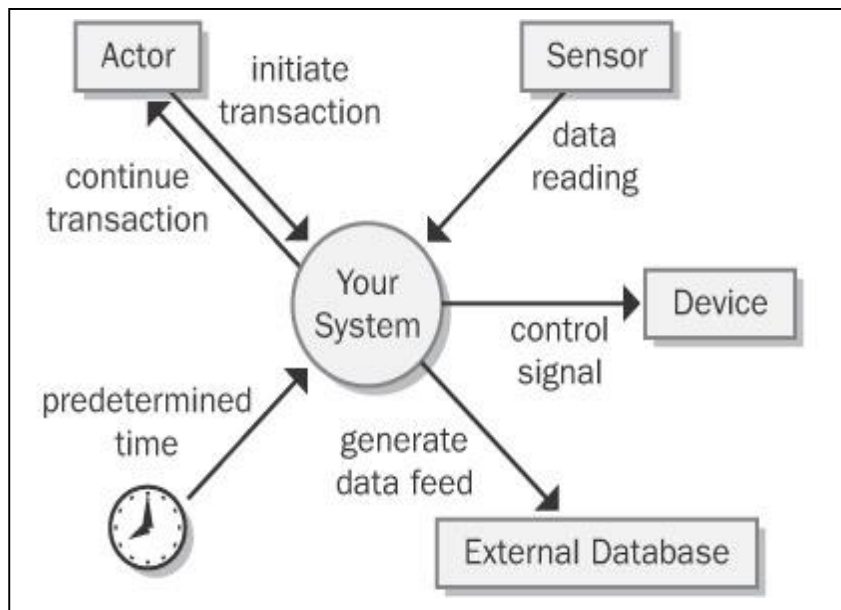 Actor
Sensor
initiate
transaction
data
reading
continue
transaction
Your
System
Device
control
signal
predetermined
time
generate
data feed
External Database